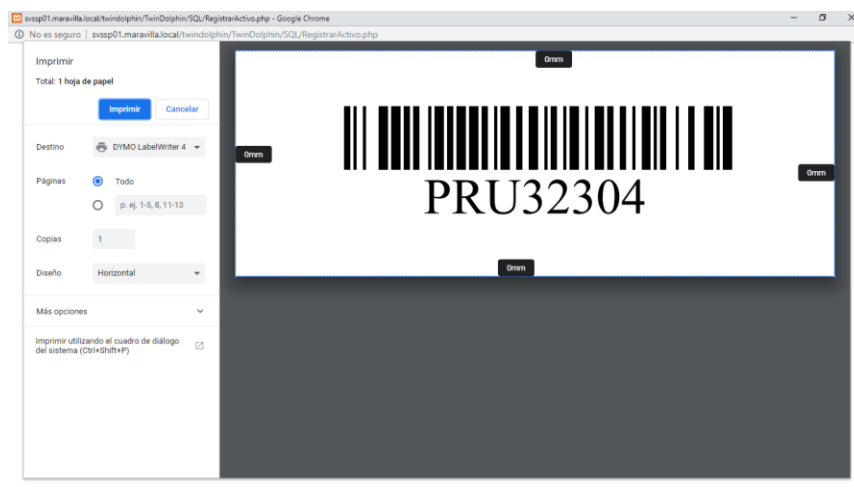 svssp01.maravilla.local/twindolphin/TwinDolphin/SQL/RegistrarActivo.php - Google Chrome
No es seguro | svssp01.maravilla.local/twindolphin/TwinDolphin/SQL/RegistrarActivo.php
Imprimir
Total: 1 hoja de papel
Imprimir Cancelar
Destino DYMO LabelWriter 4
Páginas Todo
p. ej. 1-5, 8, 11-13
Copias 1
Diseño Horizontal
Más opciones
Imprimir utilizando el cuadro de diálogo
del sistema (Ctrl+Shift+P)
0mm
0mm
0mm
PRU32304
0mm